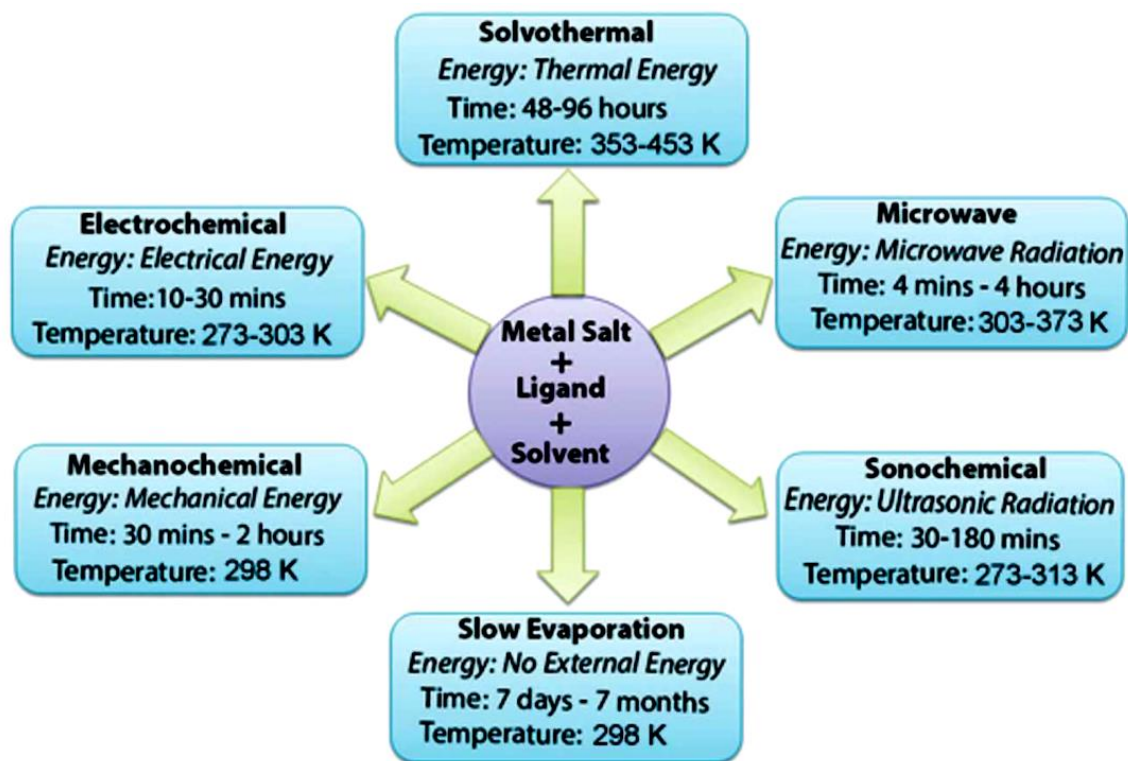 Solvothermal
Energy: Thermal Energy
Time: 48-96 hours
Temperature: 353-453 K
Electrochemical
Energy: Electrical Energy
Time:10-30 mins
Temperature: 273-303 K
Microwave
Energy: Microwave Radiation
Time: 4 mins - 4 hours
Temperature: 303-373 K
Metal Salt
+
Ligand
+
Solvent
Mechanochemical
Energy: Mechanical Energy
Time: 30 mins - 2 hours
Temperature: 298 K
Sonochemical
Energy: Ultrasonic Radiation
Time: 30-180 mins
Temperature: 273-313 K
Slow Evaporation
Energy: No External Energy
Time: 7 days - 7 months
Temperature: 298 K